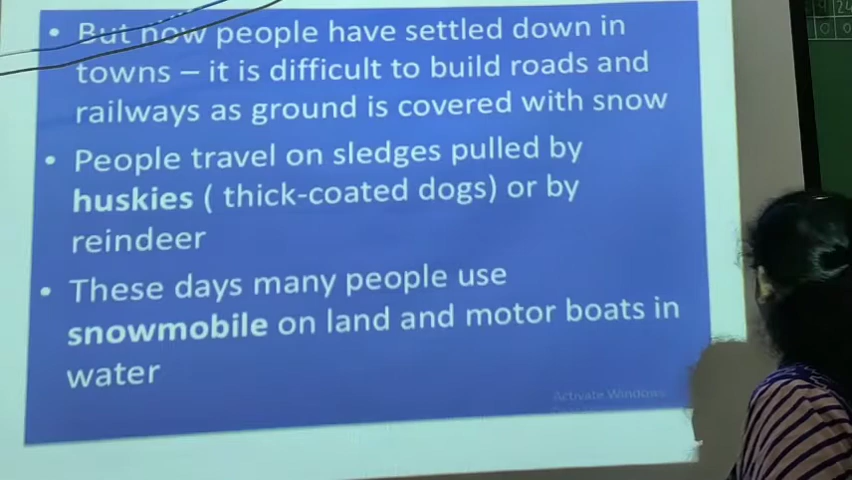 • But now people have settled down in
towns – it is difficult to build roads and
railways as ground is covered with snow
• People travel on sledges pulled by
huskies ( thick-coated dogs) or by
reindeer
• These days many people use
snowmobile on land and motor boats in
water
Activate Windows